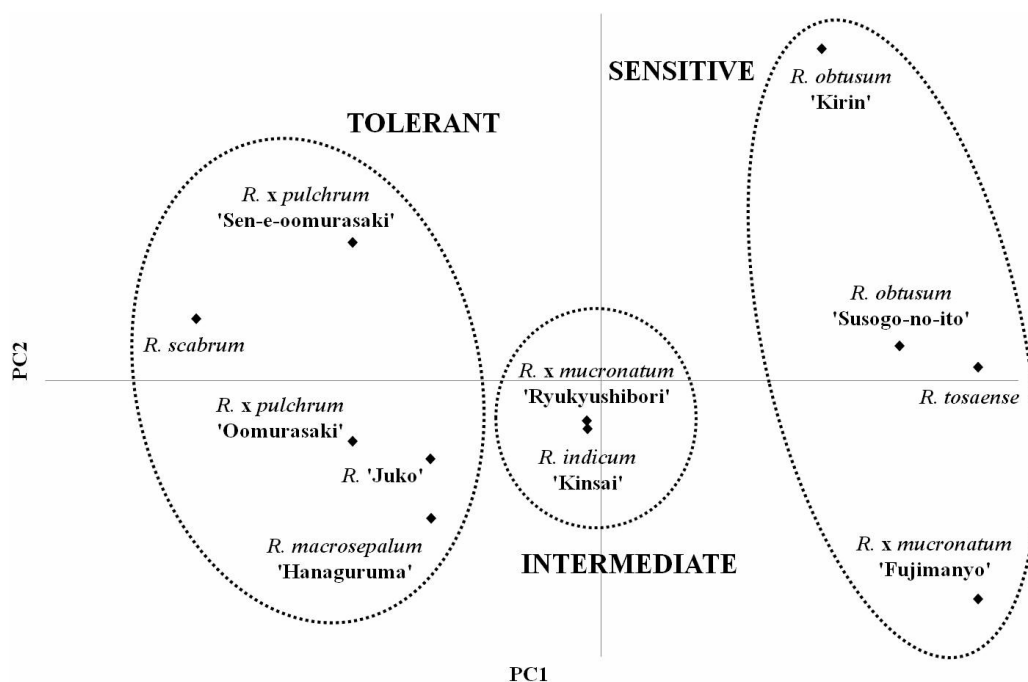 SENSITIVE
R. obtusum
'Kirin'
TOLERANT
R. x pulchrum
'Sen-e-oomurasaki'
R. obtusum
'Susogo-no-ito'
R. scabrum
PC2
R. x mucronatum
'Ryukyushibori'
R. tosaense
R. x pulchrum
'Oomurasaki'
R. 'Juko'
R. indicum
'Kinsai'
R. macrosepalum
'Hanaguruma'
INTERMEDIATE
R. x mucronatum
'Fujimanyo'
PC1